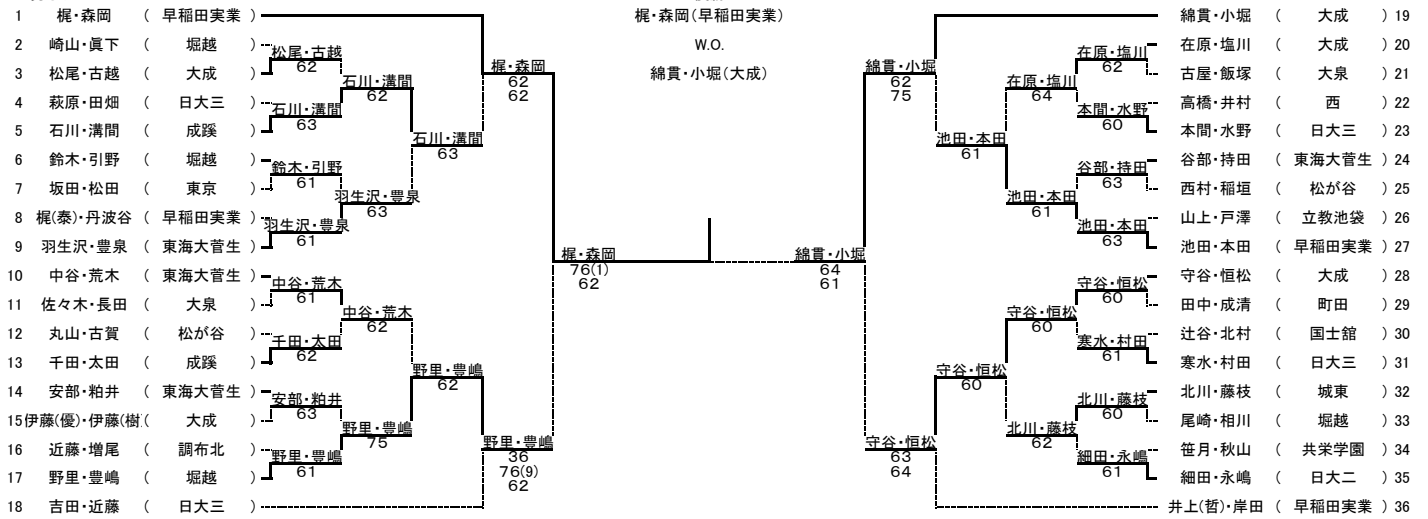 1 梶・森岡 ( 早稲田実業 )
2 崎山・眞下 ( 堀越 )
3 松尾・古越 ( 大成 )
4 萩原・田畑 ( 日大三 )
5 石川・溝間 ( 成蹊 )
6 鈴木・引野 ( 堀越 )
7 坂田・松田 ( 東京 )
8 梶(泰)・丹波谷 ( 早稲田実業 )
9 羽生沢・豊泉 ( 東海大菅生 )
10 中谷・荒木 ( 東海大菅生 )
11 佐々木・長田 ( 大泉 )
12 丸山・古賀 ( 松が谷 )
13 千田・太田 ( 成蹊 )
14 安部・粕井 ( 東海大菅生 )
15 伊藤(優)・伊藤(樹 ( 大成 )
16 近藤・増尾 ( 調布北 )
17 野里・豊嶋 ( 堀越 )
18 吉田・近藤 ( 日大三 )
松尾・古越
62
石川・溝間
63
鈴木・引野
61
羽生沢・豊泉
61
中谷・荒木
61
千田・太田
62
安部・粕井
63
野里・豊嶋
61
石川・溝間
62
羽生沢・豊泉
63
中谷・荒木
62
野里・豊嶋
75
石川・溝間
63
野里・豊嶋
62
梶・森岡
62
62
野里・豊嶋
36
76(9)
62
梶・森岡
76(1)
62
梶・森岡(早稲田実業)
W.O.
綿貫・小堀(大成)
綿貫・小堀
64
61
綿貫・小堀
62
75
守谷・恒松
63
64
池田・本田
61
守谷・恒松
60
在原・塩川
64
池田・本田
61
守谷・恒松
60
北川・藤枝
62
在原・塩川
62
本間・水野
60
谷部・持田
63
池田・本田
63
守谷・恒松
60
寒水・村田
61
北川・藤枝
60
細田・永嶋
61
綿貫・小堀 ( 大成 ) 19
在原・塩川 ( 大成 ) 20
古屋・飯塚 ( 大泉 ) 21
高橋・井村 ( 西 ) 22
本間・水野 ( 日大三 ) 23
谷部・持田 ( 東海大菅生 ) 24
西村・稲垣 ( 松が谷 ) 25
山上・戸澤 ( 立教池袋 ) 26
池田・本田 ( 早稲田実業 ) 27
守谷・恒松 ( 大成 ) 28
田中・成清 ( 町田 ) 29
辻谷・北村 ( 国士舘 ) 30
寒水・村田 ( 日大三 ) 31
北川・藤枝 ( 城東 ) 32
尾崎・相川 ( 堀越 ) 33
笹月・秋山 ( 共栄学園 ) 34
細田・永嶋 ( 日大二 ) 35
井上(哲)・岸田 ( 早稲田実業 ) 36